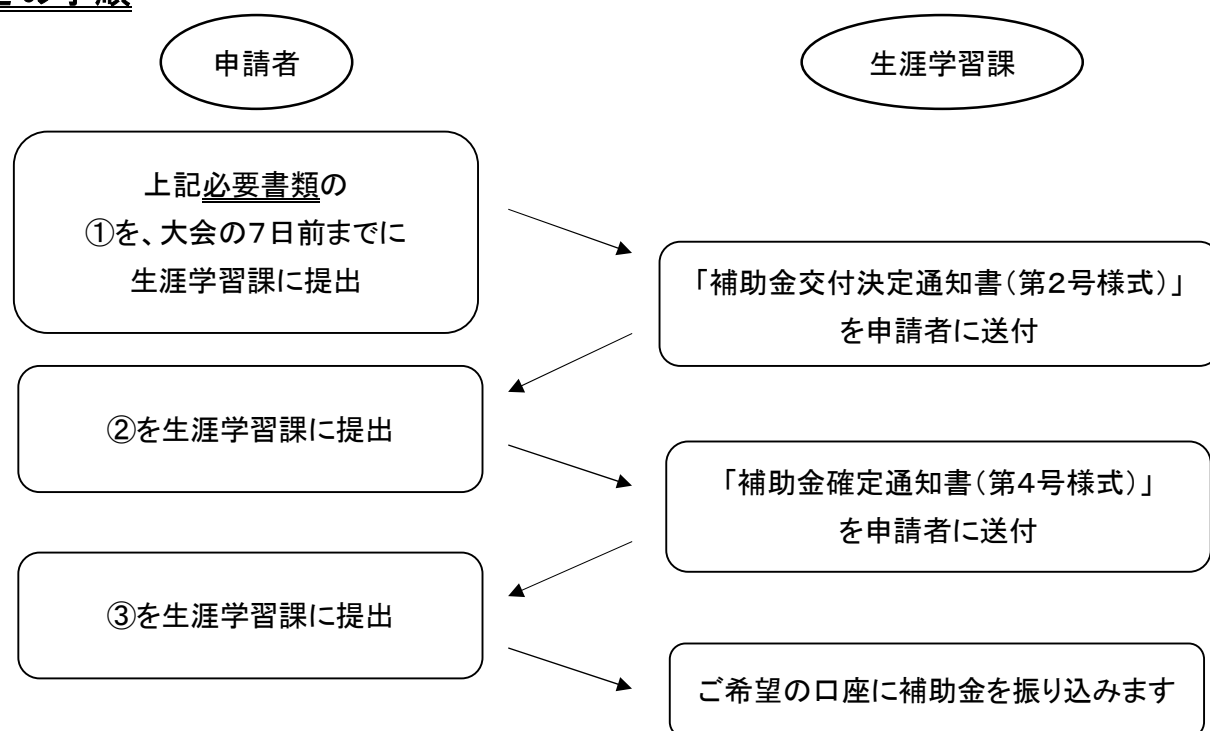 の手順
申請者
生涯学習課
上記必要書類の
①を、大会の7日前までに
生涯学習課に提出
「補助金交付決定通知書(第2号様式)」
を申請者に送付
②を生涯学習課に提出
「補助金確定通知書(第4号様式)」
を申請者に送付
③を生涯学習課に提出
ご希望の口座に補助金を振り込みます